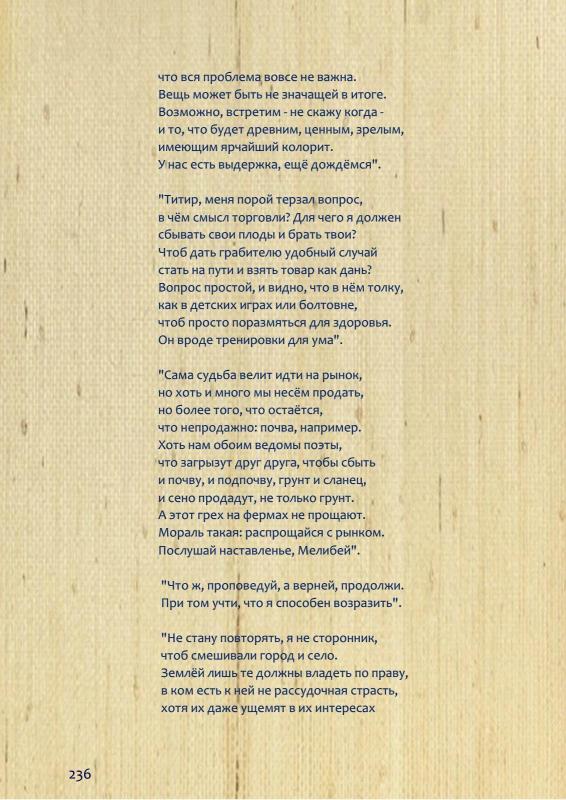 что вся проблема вовсе не важна.
Вещь может быть не значащей в итоге.
Возможно, встретим - не скажу когда -
и то, что будет древним, ценным, зрелым,
имеющим ярчайший колорит.
У нас есть выдержка, ещё дождёмся".
"Титир, меня порой терзал вопрос,
в чём смысл торговли? Для чего я должен
сбывать свои плоды и брать твои?
Чтоб дать грабителю удобный случай
стать на пути и взять товар как дань?
Вопрос простой, и видно, что в нём толку,
как в детских играх или болтовне,
чтоб просто поразмяться для здоровья.
Он вроде тренировки для ума".
"Сама судьба велит идти на рынок,
но хоть и много мы несём продать,
но более того, что остаётся,
что непродажно: почва, например.
Хоть нам обоим ведомы поэты,
что загрызут друг друга, чтобы сбыть
и почву, и подпочву, грунт и сланец,
и сено продадут, не только грунт.
А этот грех на фермах не прощают.
Мораль такая: распрощайся с рынком.
Послушай наставленье, Мелибей".
"Что ж, проповедуй, а верней, продолжи.
При том учти, что я способен возразить".
"Не стану повторять, я не сторонник,
чтоб смешивали город и село.
Землёй лишь те должны владеть по праву,
в ком есть к ней не рассудочная страсть,
хотя их даже ущемят в их интересах
236